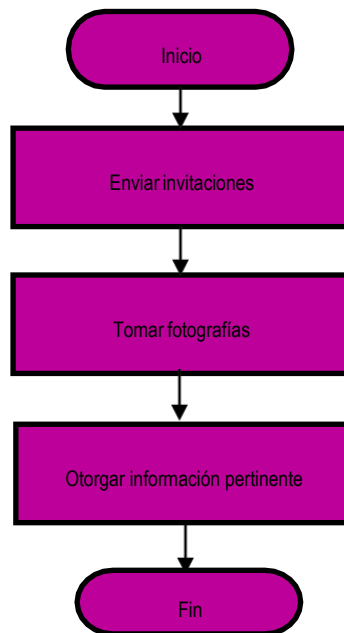 Inicio
Enviar invitaciones
Tomar fotografías
Otorgar información pertinente
Fin